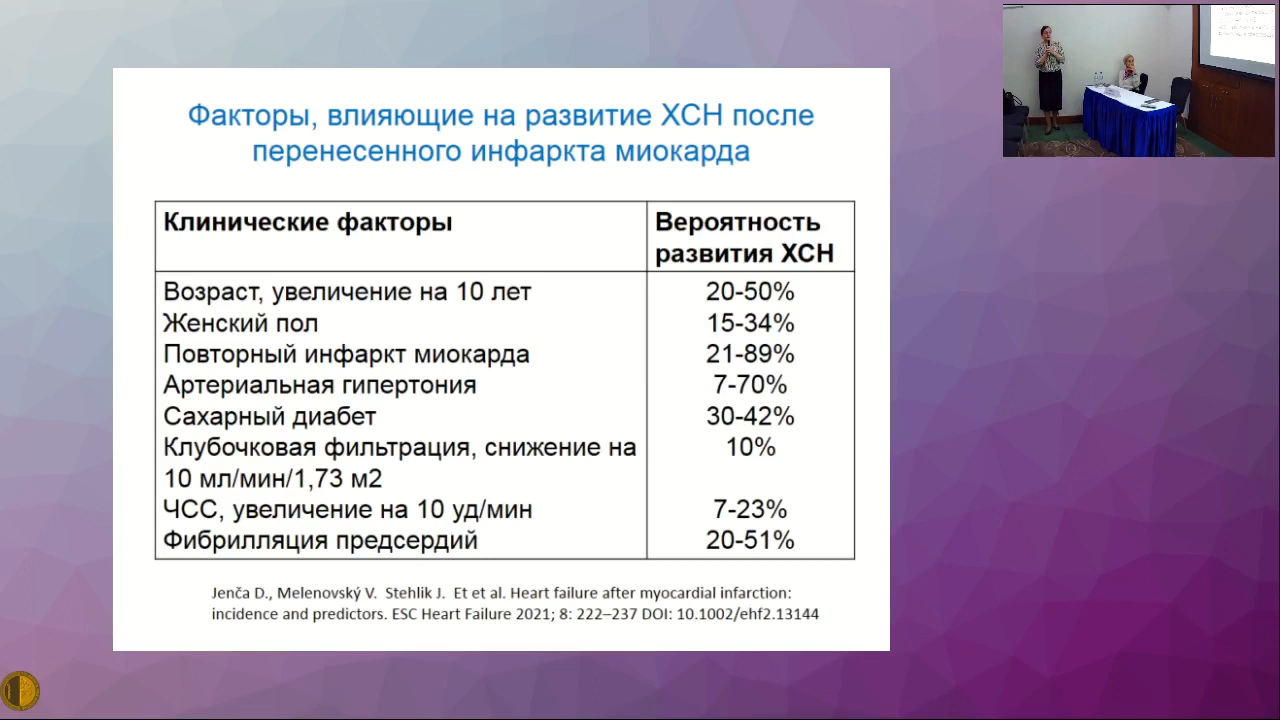 Факторы, влияющие на развитие ХСН после
перенесенного инфаркта миокарда
Клинические факторы
Вероятность
развития ХСН
Возраст, увеличение на 10 лет 20-50%
Женский пол 15-34%
Повторный инфаркт миокарда 21-89%
Артериальная гипертония 7-70%
Сахарный диабет 30-42%
Клубочковая фильтрация, снижение на 10%
10 мл/мин/1,73 м2
ЧСС, увеличение на 10 уд/мин 7-23%
Фибрилляция предсердий 20-51%
Jenča D., Melenovský V. Stehlik J. Et et al. Heart failure after myocardial infarction:
incidence and predictors. ESC Heart Failure 2021; 8: 222–237 DOI: 10.1002/ehf2.13144